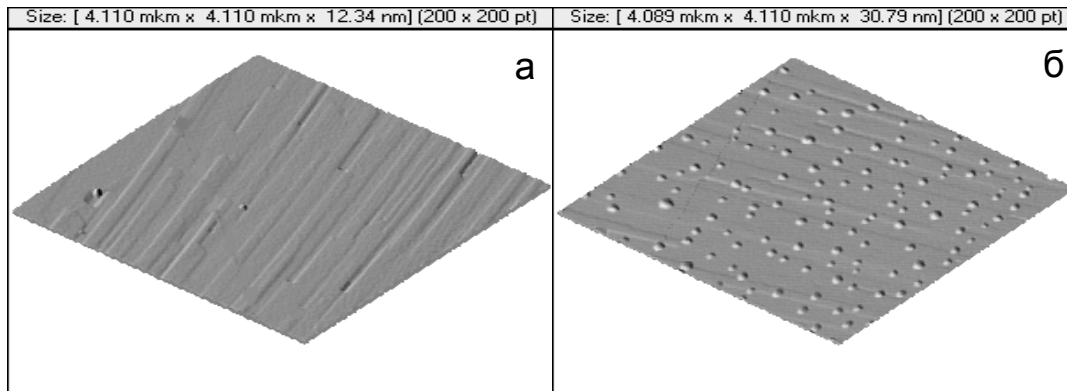 Size: [ 4.110 mkm x 4.110 mkm x 12.34 nm] (200 x 200 pt)
Size: [ 4.089 mkm x 4.110 mkm x 30.79 nm] (200 x 200 pt)
а
б